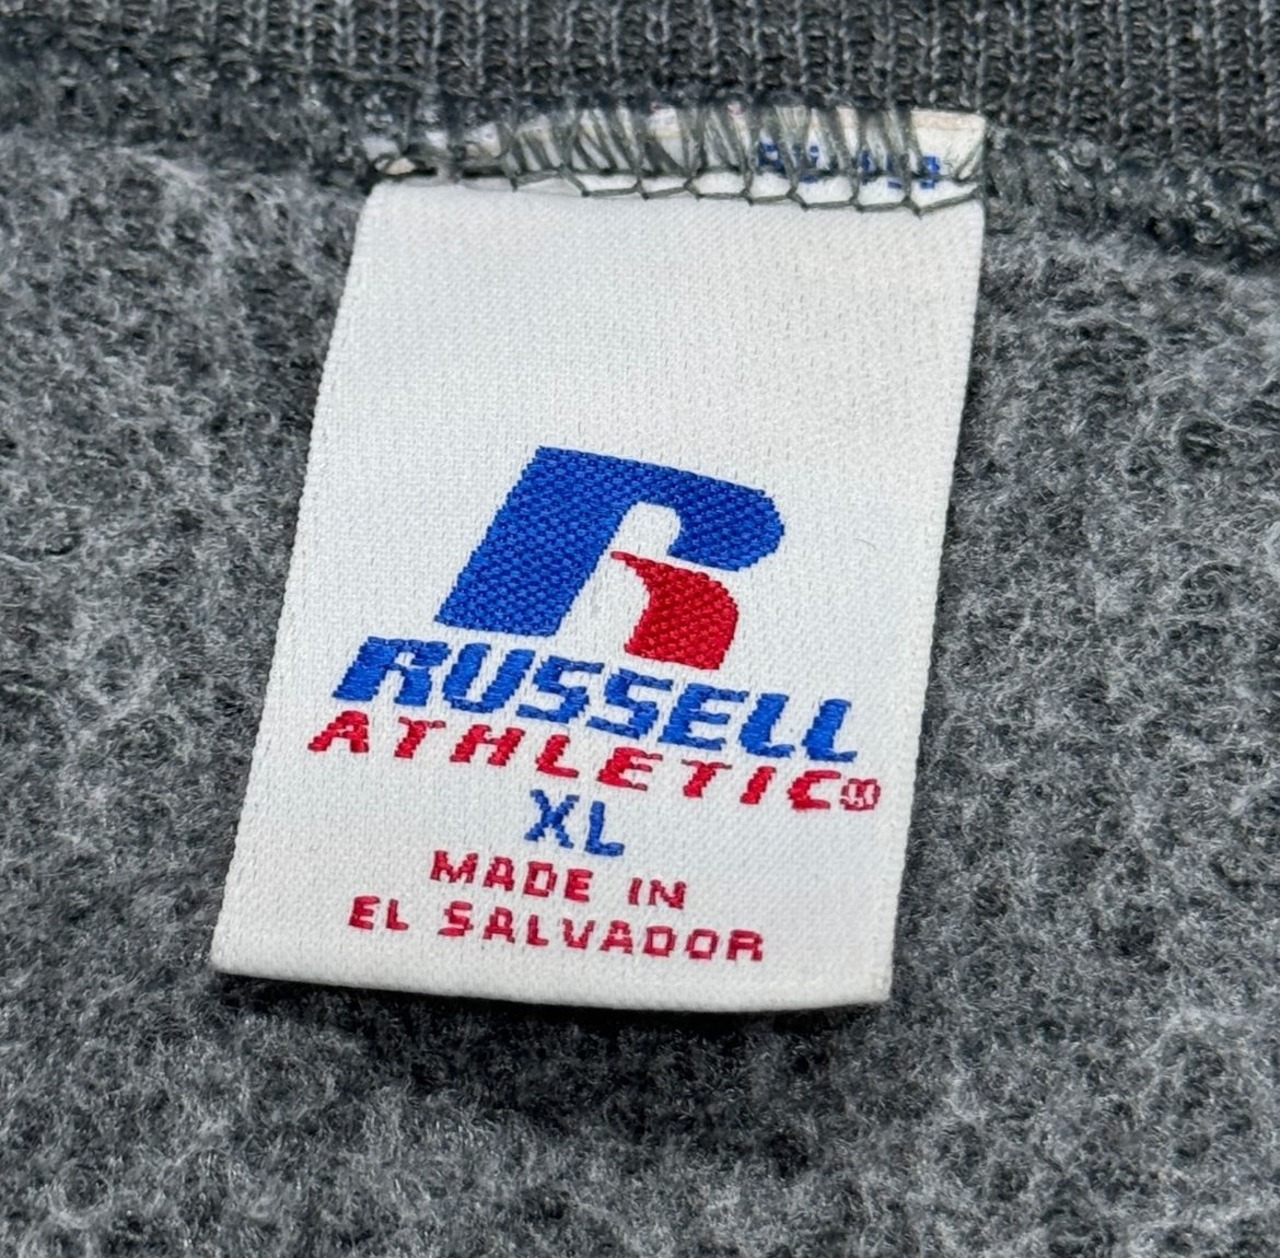 RUSSELL
ATHLETIC®
XL
MADE IN
EL SALVADOR